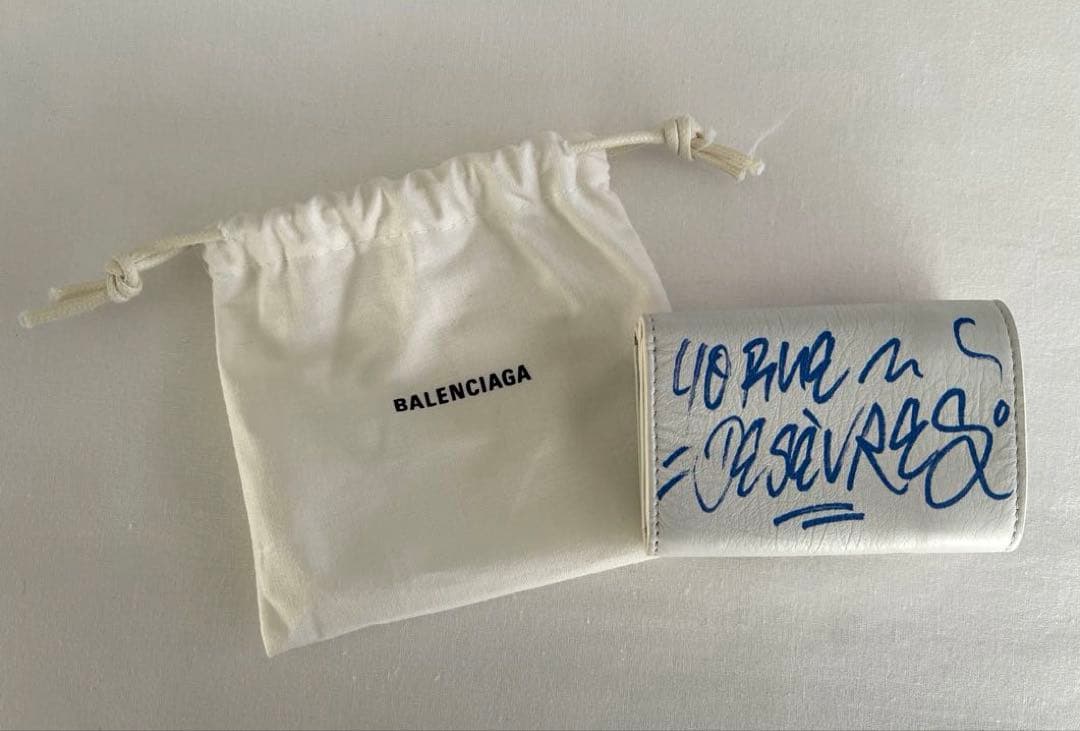 BALENCIAGA
40 RUE
DE SÈVRES